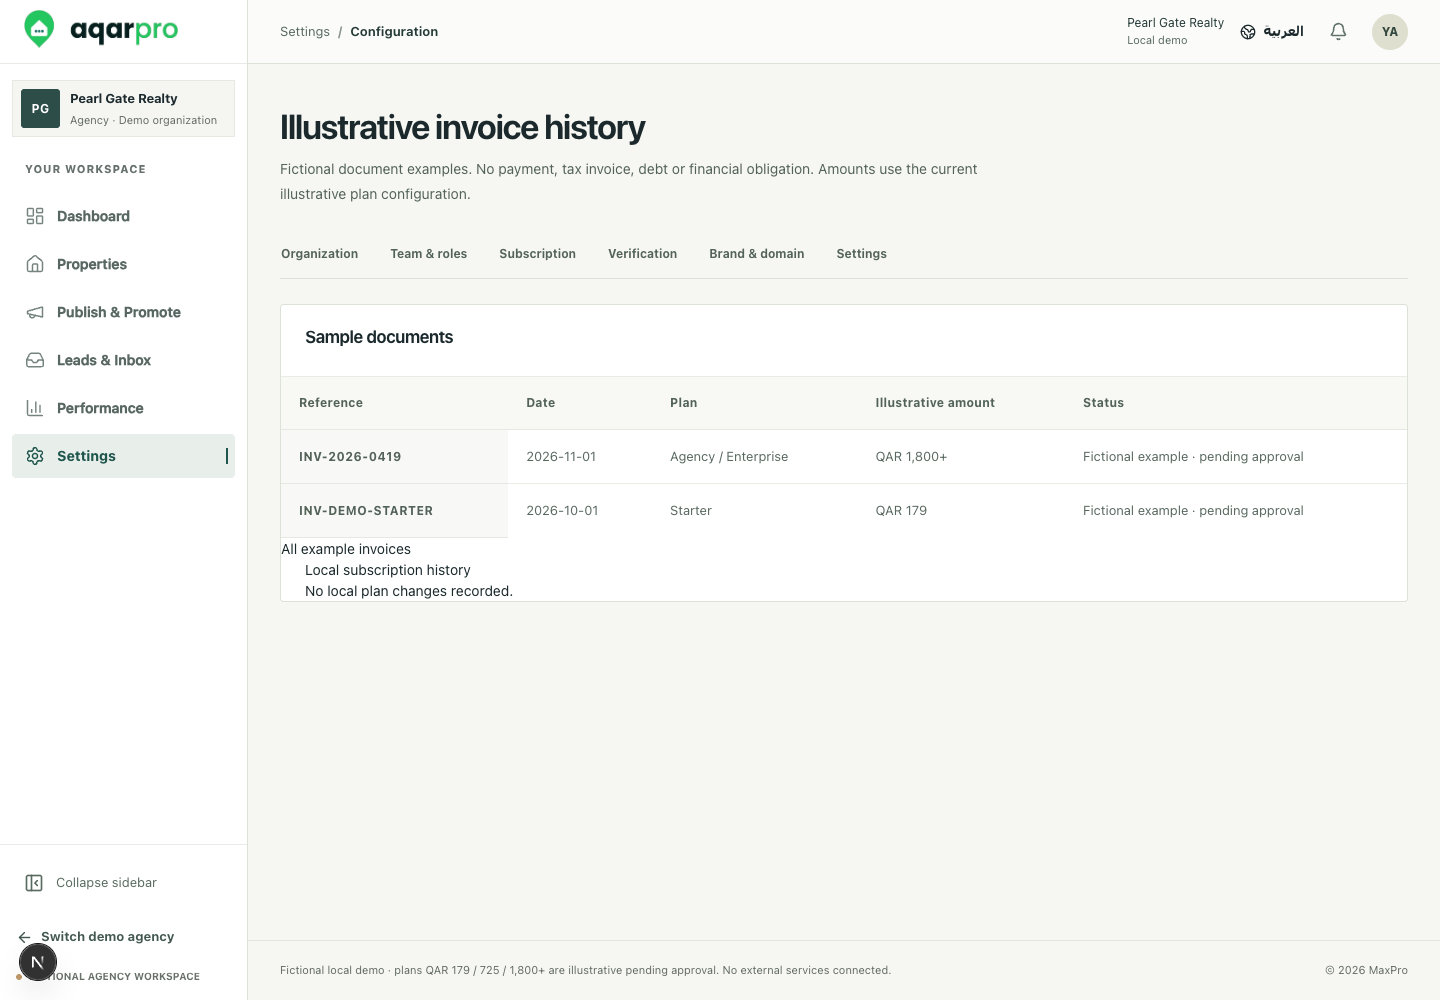 aqarpro
Settings / Configuration
Pearl Gate Realty
Local demo
العربية
YA
PG
Pearl Gate Realty
Agency · Demo organization
YOUR WORKSPACE
Dashboard
Properties
Publish & Promote
Leads & Inbox
Performance
Settings
Illustrative invoice history
Fictional document examples. No payment, tax invoice, debt or financial obligation. Amounts use the current
illustrative plan configuration.
Organization Team & roles Subscription Verification Brand & domain Settings
Sample documents
Reference Date Plan Illustrative amount Status
INV-2026-0419 2026-11-01 Agency / Enterprise QAR 1,800+ Fictional example · pending approval
INV-DEMO-STARTER 2026-10-01 Starter QAR 179 Fictional example · pending approval
All example invoices
Local subscription history
No local plan changes recorded.
Collapse sidebar
Switch demo agency
N
IONAL AGENCY WORKSPACE
Fictional local demo · plans QAR 179 / 725 / 1,800+ are illustrative pending approval. No external services connected.
© 2026 MaxPro